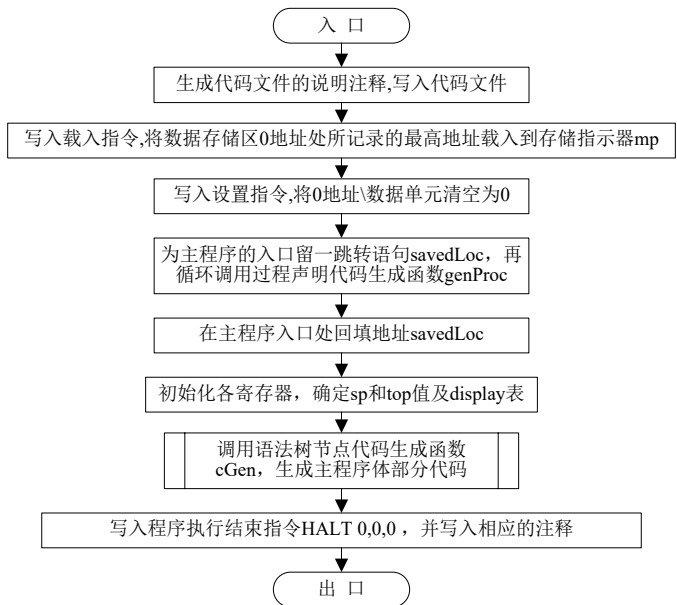 入 口
生成代码文件的说明注释,写入代码文件
写入载入指令,将数据存储区0地址处所记录的最高地址载入到存储指示器mp
写入设置指令,将0地址\数据单元清空为0
为主程序的入口留一跳转语句savedLoc，再
循环调用过程声明代码生成函数genProc
在主程序入口处回填地址savedLoc
初始化各寄存器，确定sp和top值及display表
调用语法树节点代码生成函数
cGen，生成主程序体部分代码
写入程序执行结束指令HALT 0,0,0 ，并写入相应的注释
出 口